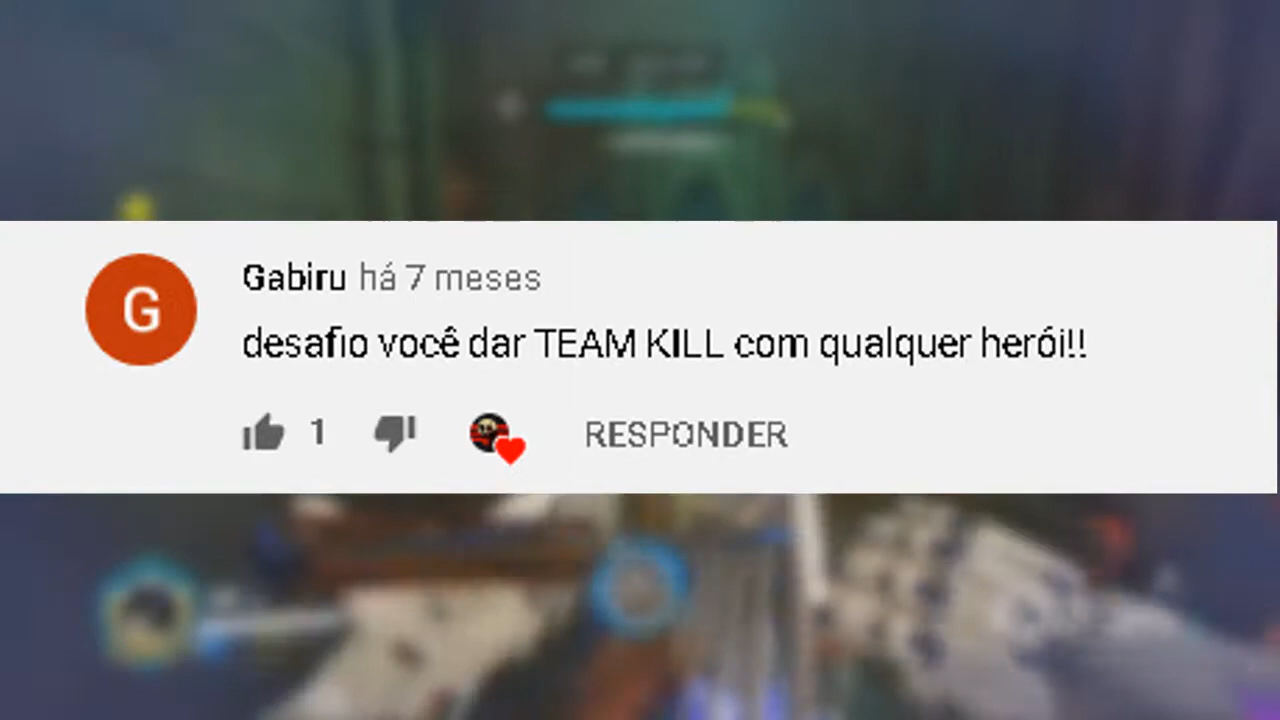 G
Gabiru há 7 meses
desafio você dar TEAM KILL com qualquer herói!!
1 RESPONDER